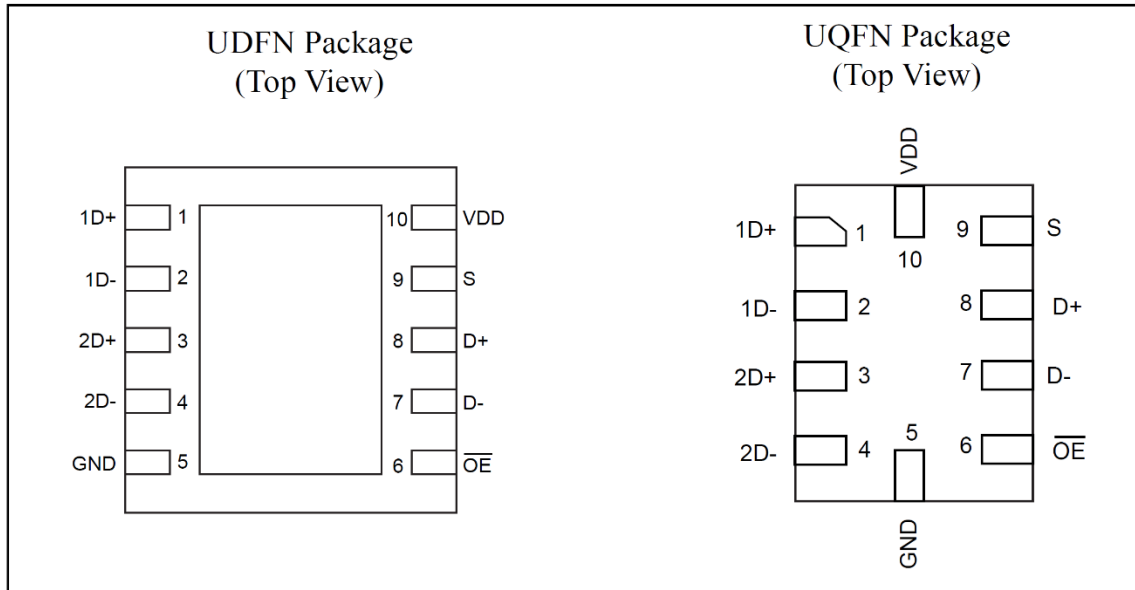 UDFN Package
(Top View)
1D+ 1 10 VDD
1D- 2 9 S
2D+ 3 8 D+
2D- 4 7 D-
GND 5 6 O̅E̅
UQFN Package
(Top View)
VDD
1D+ 1 10 9 S
1D- 2 8 D+
2D+ 3 7 D-
2D- 4 5 6 O̅E̅
GND